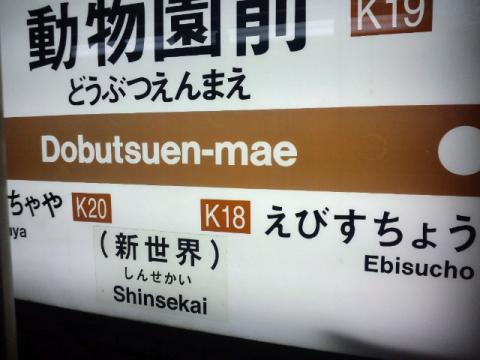 動物園前 K19
どうぶつえんまえ
Dobutsuen-mae
ちゃや K20 K18 えびすちょう
aya Ebisucho
(新世界)
しんせかい
Shinsekai